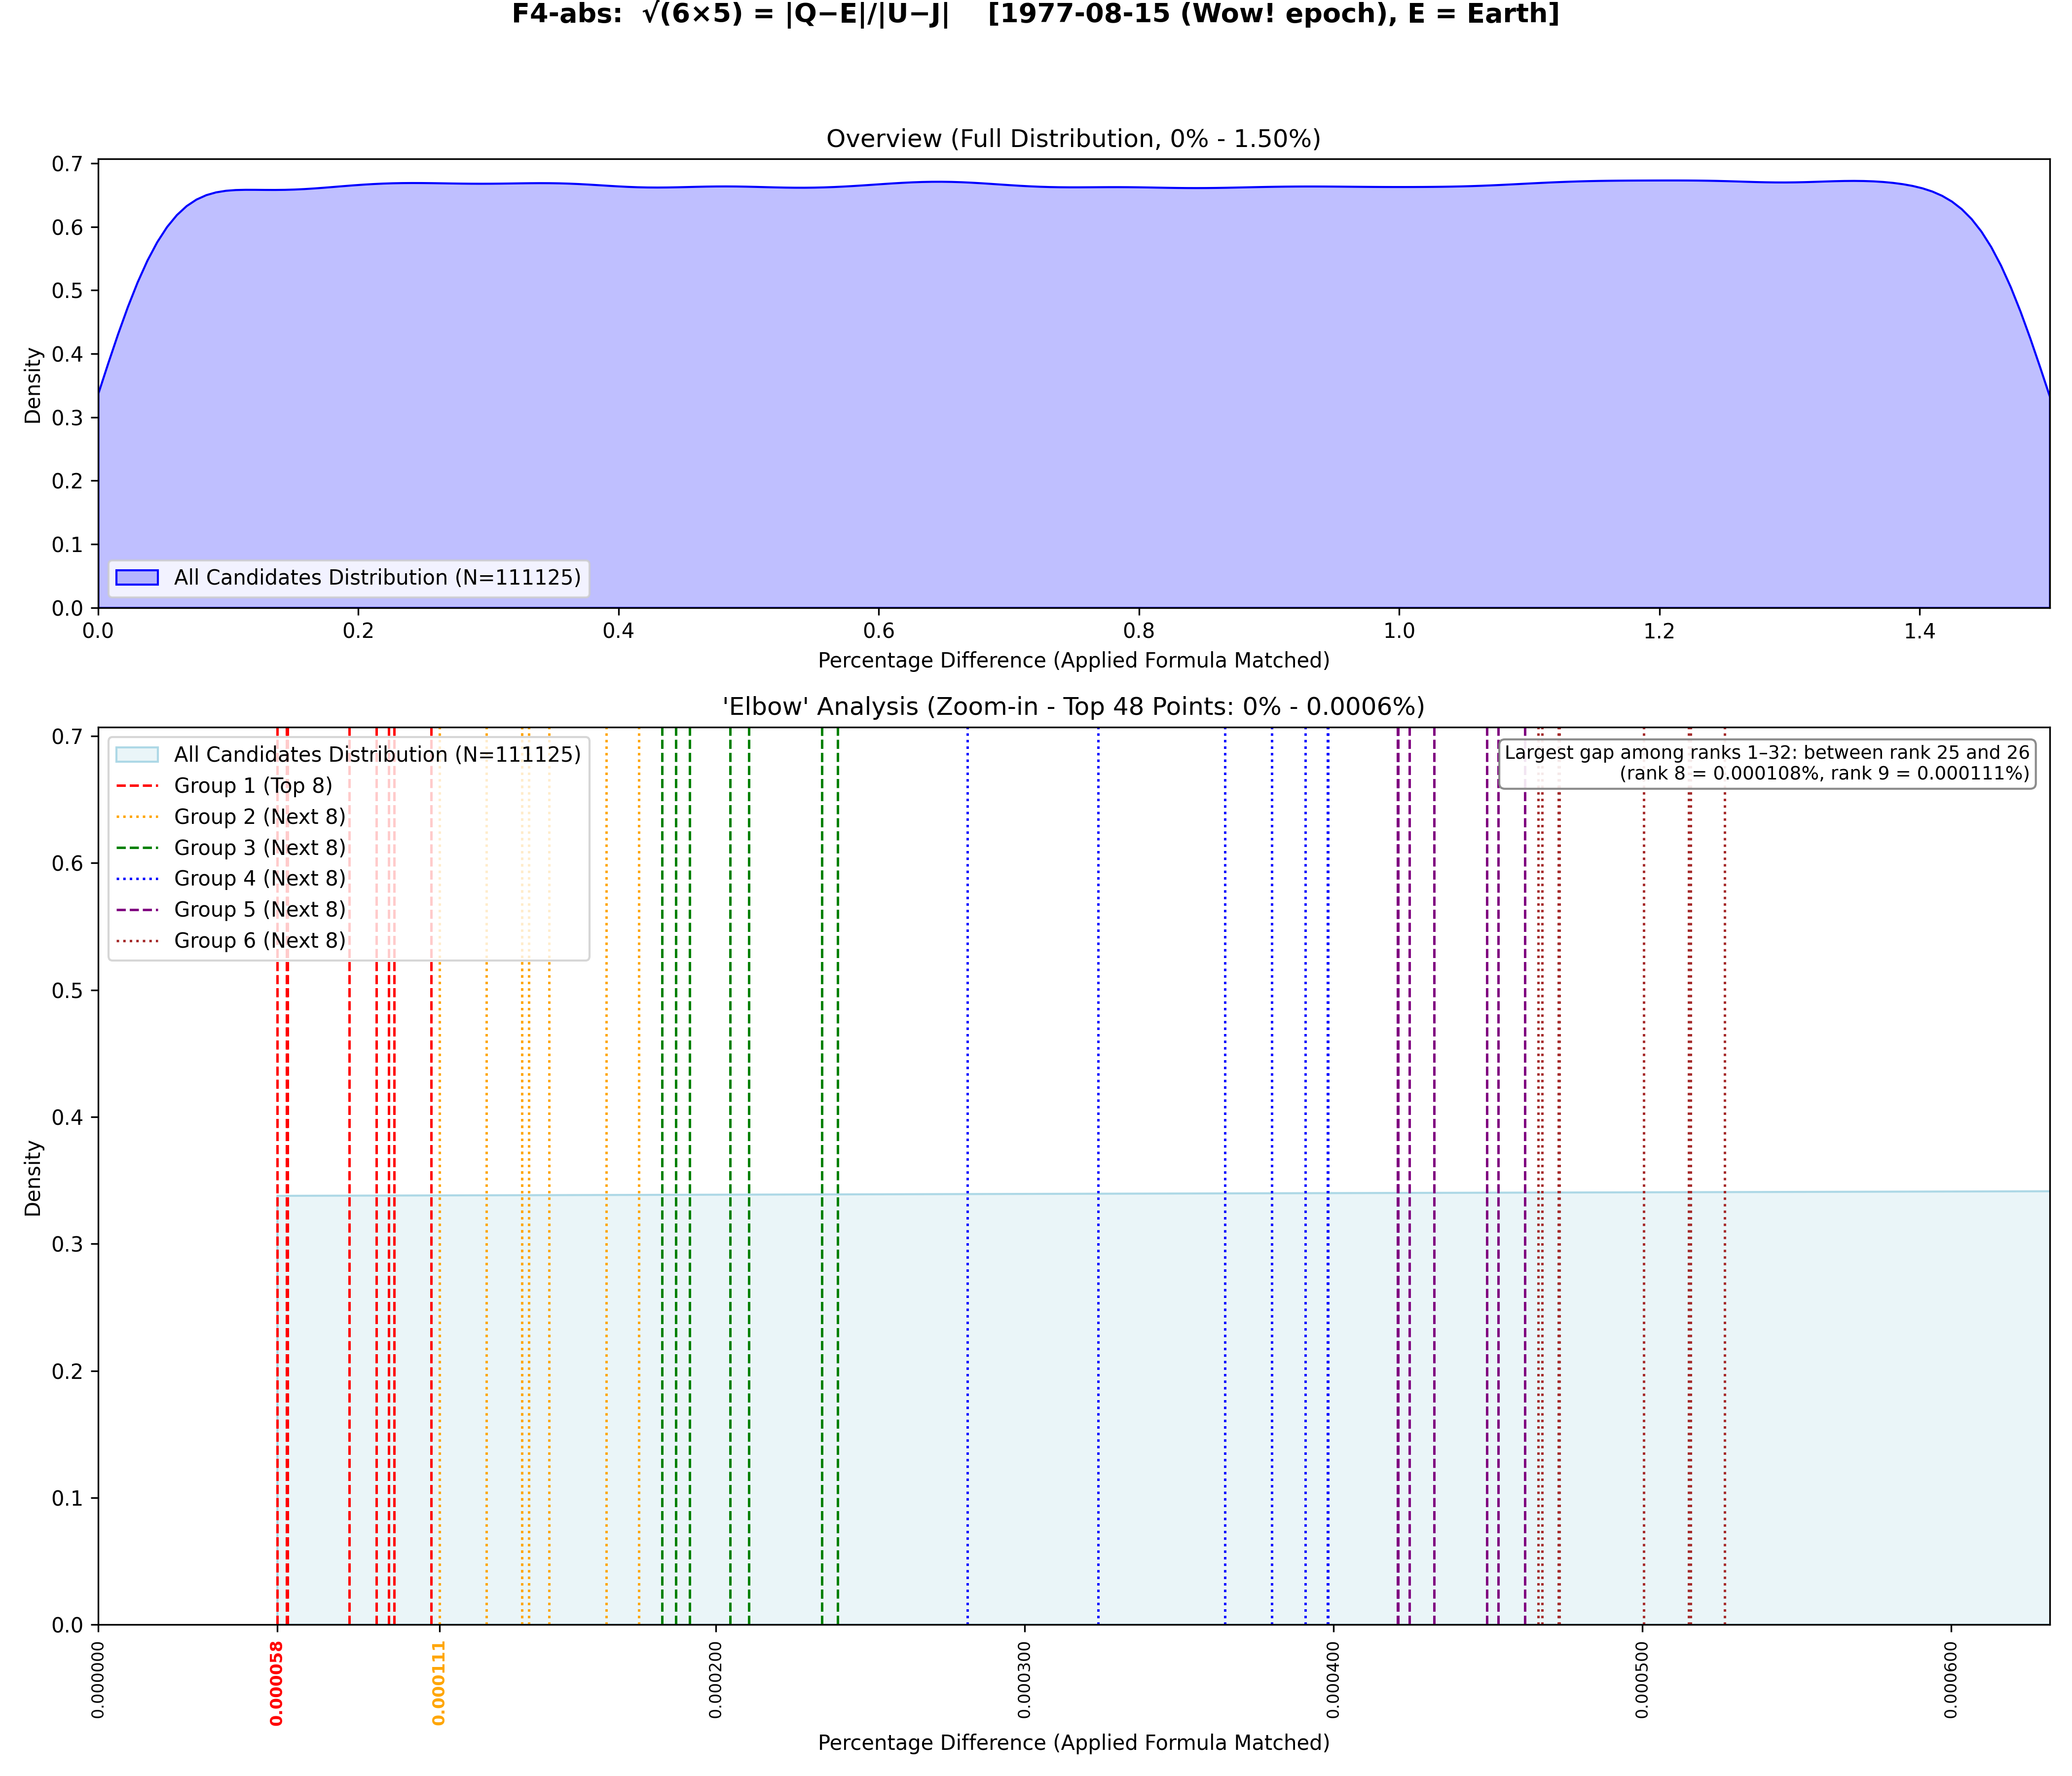 F4-abs: √(6×5) = |Q−E|/|U−J| [1977-08-15 (Wow! epoch), E = Earth]
Overview (Full Distribution, 0% - 1.50%)
0.7
0.6
0.5
0.4
0.3
0.2
0.1
0.0
Density
All Candidates Distribution (N=111125)
0.0 0.2 0.4 0.6 0.8 1.0 1.2 1.4
Percentage Difference (Applied Formula Matched)
'Elbow' Analysis (Zoom-in - Top 48 Points: 0% - 0.0006%)
0.7
0.6
0.5
0.4
0.3
0.2
0.1
0.0
Density
All Candidates Distribution (N=111125)
Group 1 (Top 8)
Group 2 (Next 8)
Group 3 (Next 8)
Group 4 (Next 8)
Group 5 (Next 8)
Group 6 (Next 8)
Largest gap among ranks 1–32: between rank 25 and 26
(rank 8 = 0.000108%, rank 9 = 0.000111%)
0.000000 0.000058 0.000111 0.000200 0.000300 0.000400 0.000500 0.000600
Percentage Difference (Applied Formula Matched)